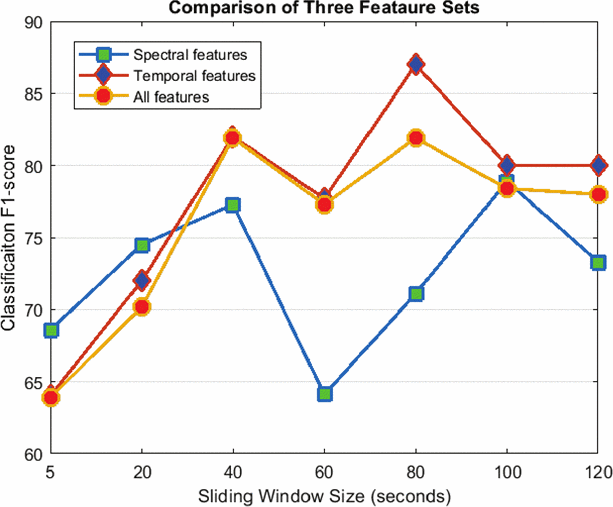 Comparison of Three Feataure Sets
90
85
80
75
70
65
60
Classificaiton F1-score
Spectral features
Temporal features
All features
5 20 40 60 80 100 120
Sliding Window Size (seconds)